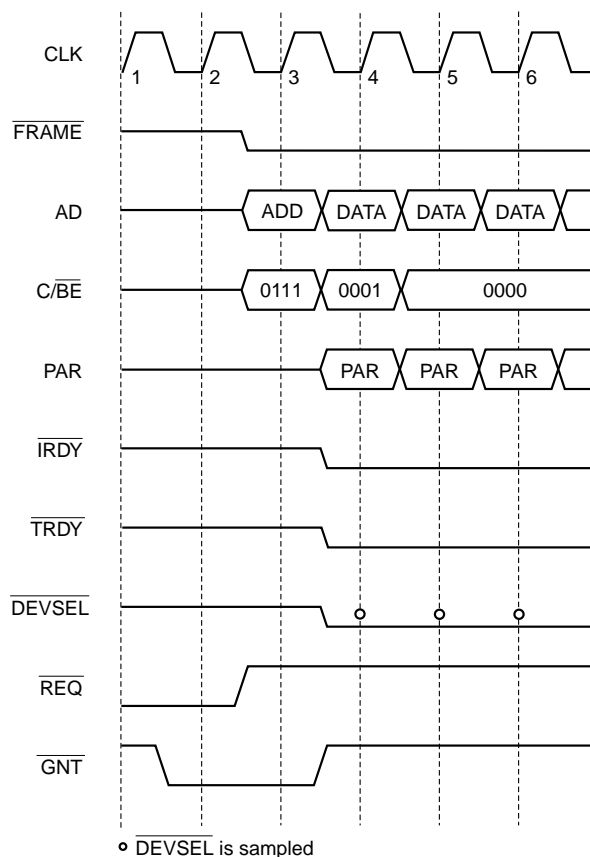 CLK
1 2 3 4 5 6
FRAME
AD ADD DATA DATA DATA
C/BE 0111 0001 0000
PAR PAR PAR PAR
IRDY
TRDY
DEVSEL
REQ
GNT
DEVSEL is sampled